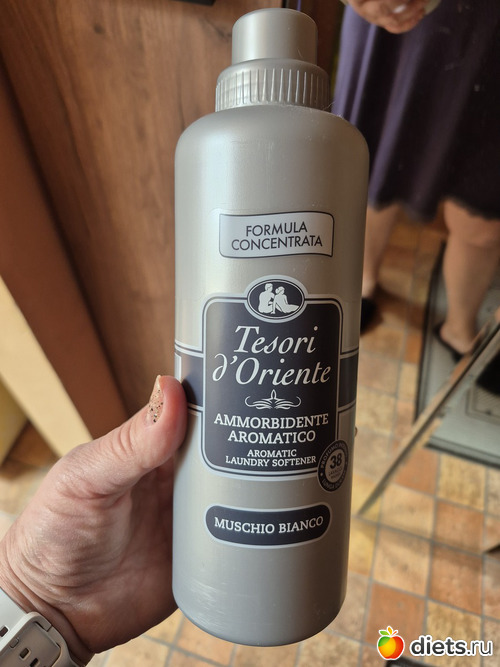 FORMULA
CONCENTRATA
Tesori
d'Oriente
AMMORBIDENTE
AROMATICO
AROMATIC
LAUNDRY SOFTENER
38
MUSCHIO BIANCO
diets.ru